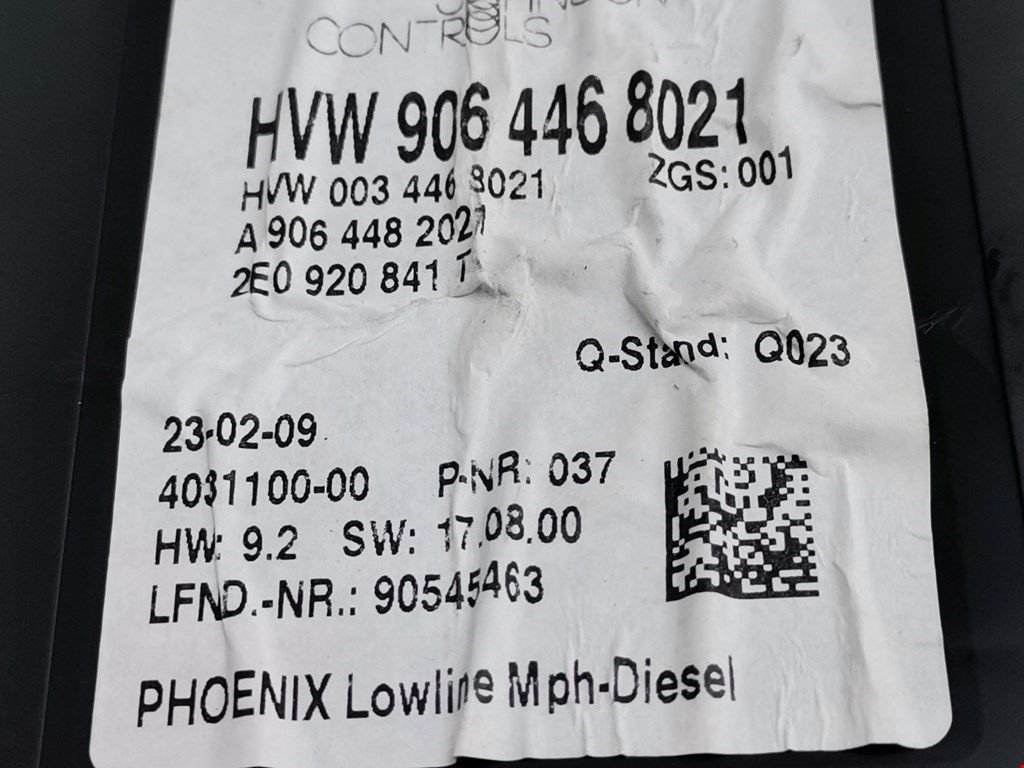 JOHNSON
CONTROLS
HVW 906 446 8021
HVW 003 446 8021 ZGS: 001
A 906 448 2021
2E0 920 841 T
Q-Stand: Q023
23-02-09
4031100-00 P-NR: 037
HW: 9.2 SW: 17.08.00
LFND.-NR.: 90545463
PHOENIX Lowline Mph-Diesel